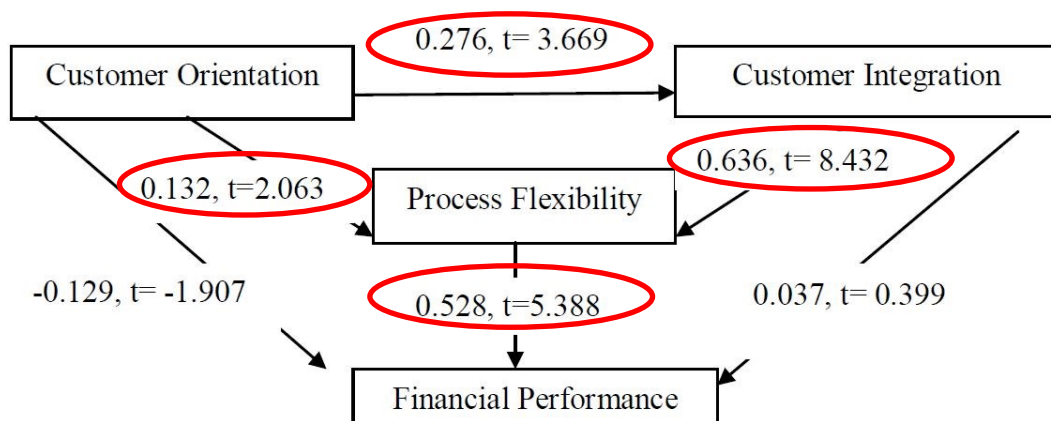 0.276, t= 3.669
Customer Orientation
Customer Integration
0.132, t=2.063
0.636, t= 8.432
Process Flexibility
-0.129, t= -1.907
0.528, t=5.388
0.037, t= 0.399
Financial Performance